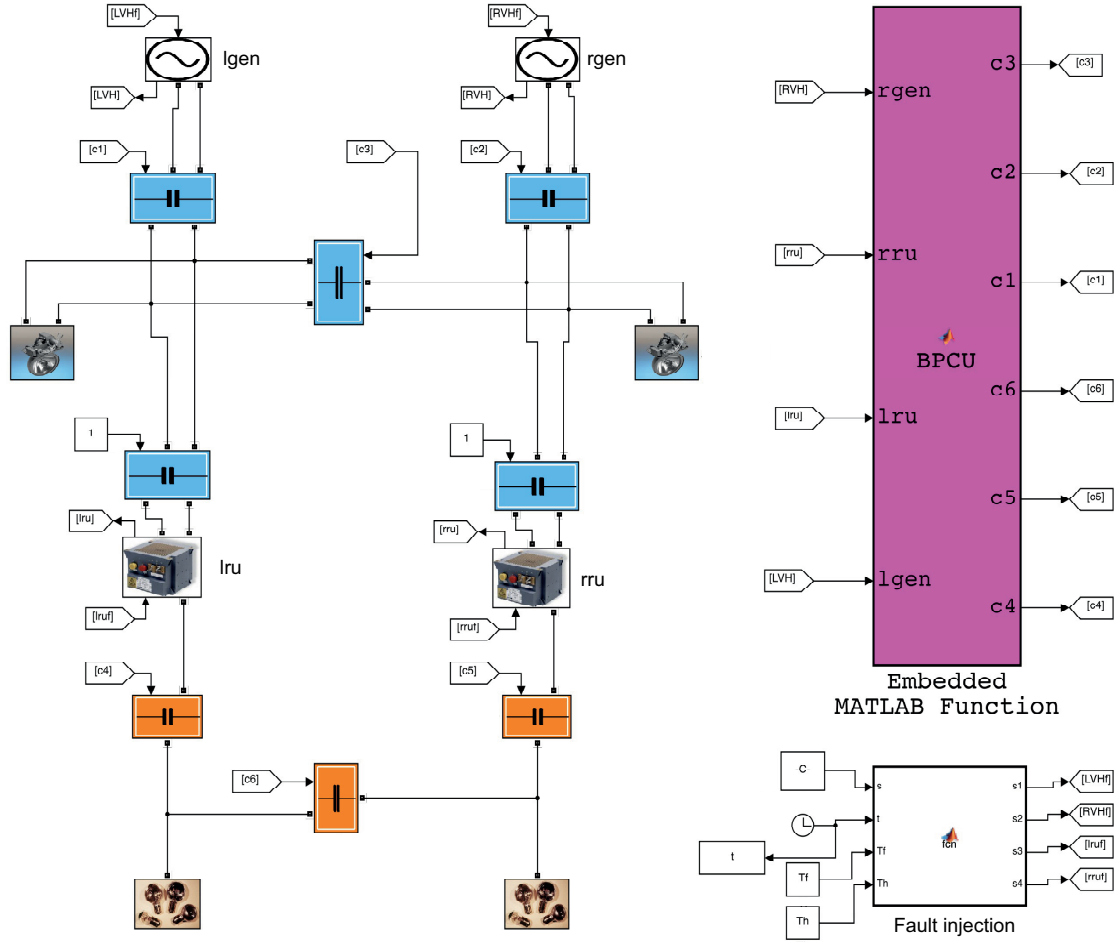 [LVHf]
lgen
[LVH]
[c1]
[RVHf]
rgen
[RVH]
[c3]
[c2]
1
[lru]
lru
[lruf]
[c4]
1
[rru]
rru
[rruf]
[c5]
[c6]
[RVH]
rgen
[rru]
rru
[lru]
lru
[LVH]
lgen
BPCU
c3
[c3]
c2
[c2]
c1
[c1]
c6
[c6]
c5
[c5]
c4
[c4]
Embedded
MATLAB Function
C
t
Tf
Th
s
t
Tf
Th
fcn
s1
s2
s3
s4
[LVHf]
[RVHf]
[lruf]
[rruf]
Fault injection